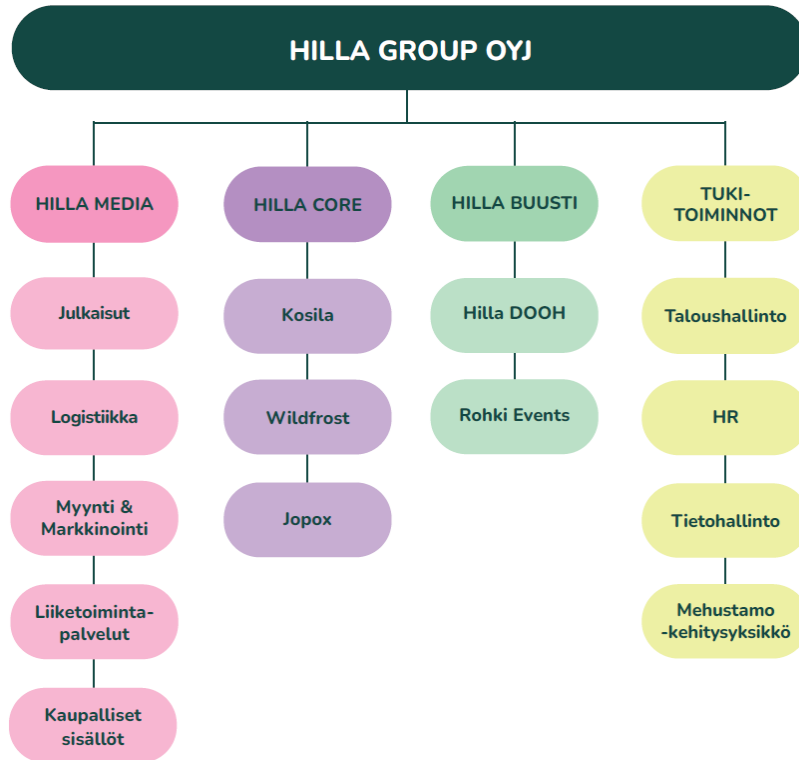 HILLA GROUP OYJ
HILLA MEDIA
Julkaisut
Logistiikka
Myynti &
Markkinointi
Liiketoiminta-
palvelut
Kaupalliset
sisällöt
HILLA CORE
Kosila
Wildfrost
Jopox
HILLA BUUSTI
Hilla DOOH
Rohki Events
TUKI-
TOIMINNOT
Taloushallinto
HR
Tietohallinto
Mehustamo
-kehitysyksikkö